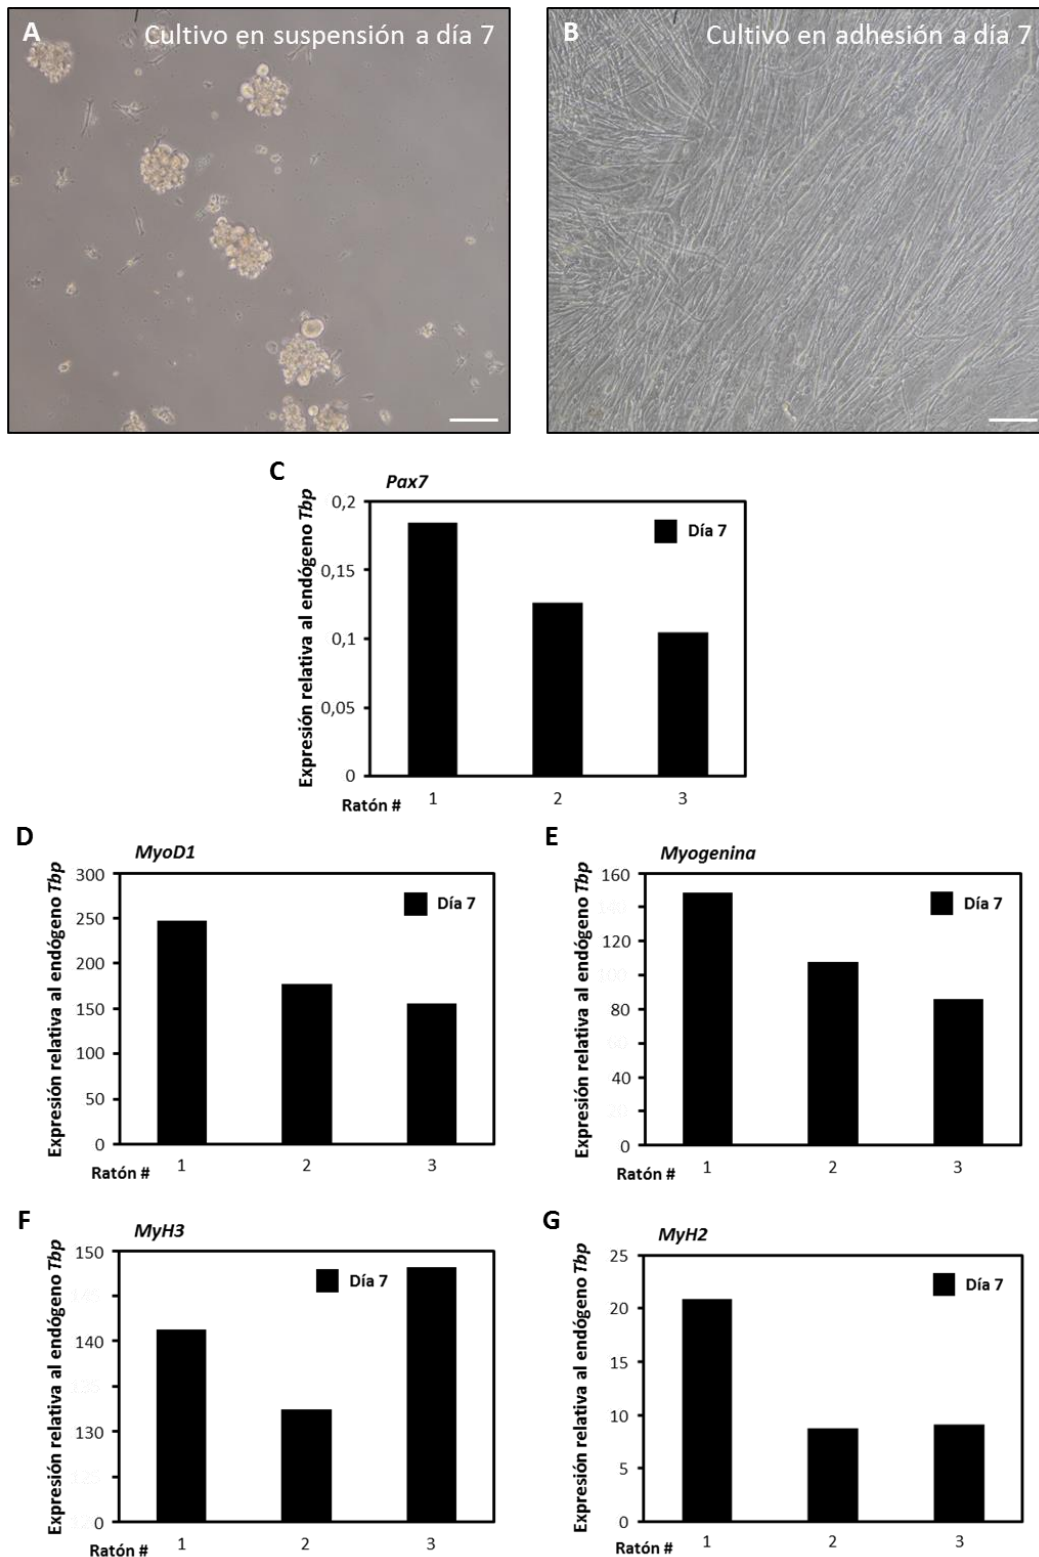 A
Cultivo en suspensión a día 7
B
Cultivo en adhesión a día 7
C
Pax7
Expresión relativa al endógeno Tbp
0,2
0,15
0,1
0,05
0
Día 7
Ratón #
1
2
3
D
MyoD1
Expresión relativa al endógeno Tbp
300
250
200
150
100
50
0
Día 7
Ratón #
1
2
3
E
Myogenina
Expresión relativa al endógeno Tbp
160
140
120
100
80
60
40
20
0
Día 7
Ratón #
1
2
3
F
MyH3
Expresión relativa al endógeno Tbp
150
145
140
135
130
125
0
Día 7
Ratón #
1
2
3
G
MyH2
Expresión relativa al endógeno Tbp
25
20
15
10
5
0
Día 7
Ratón #
1
2
3